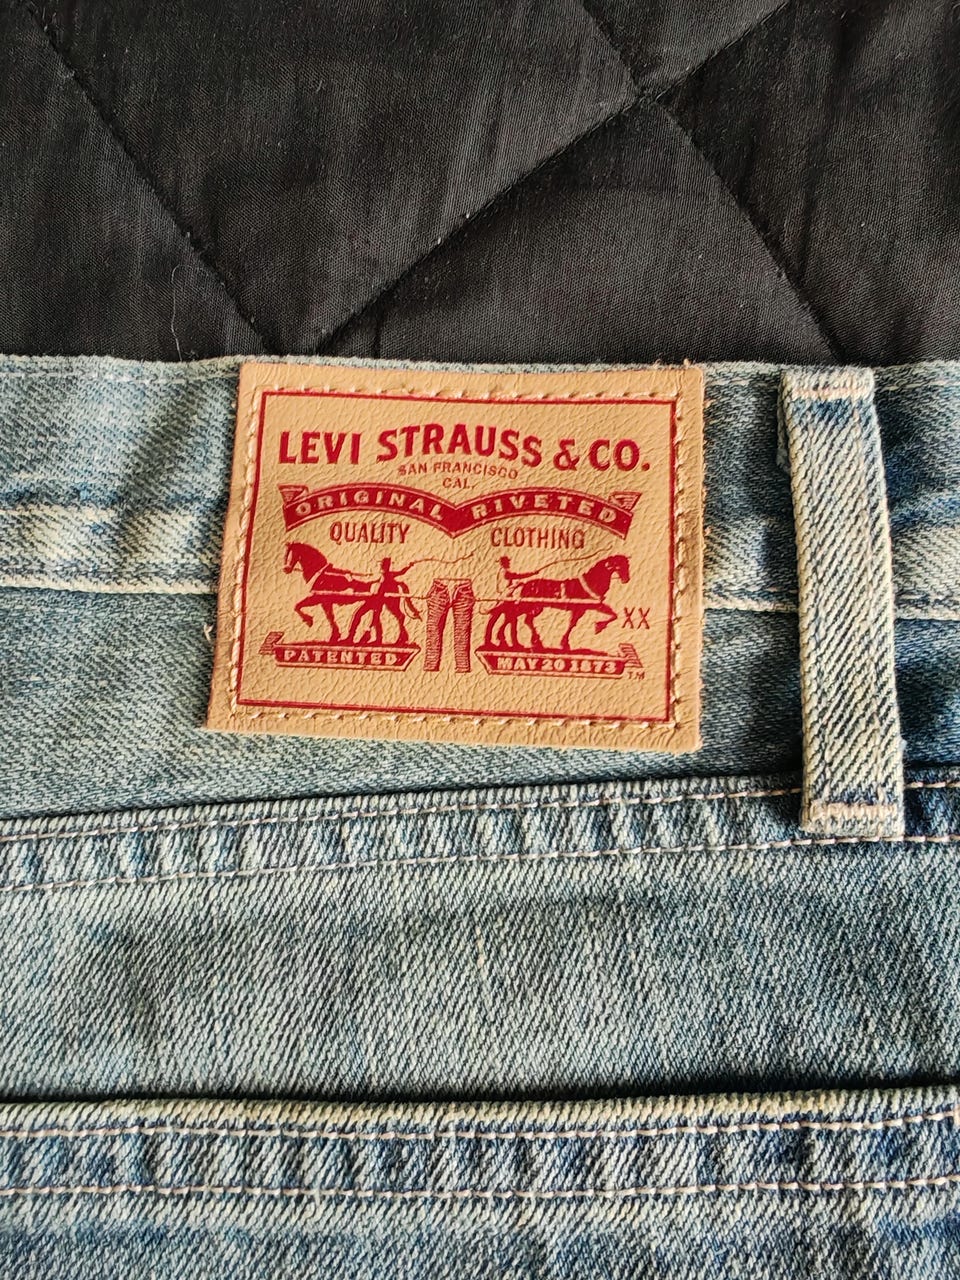 LEVI STRAUSS & CO.
SAN FRANCISCO
CAL.
ORIGINAL RIVETED
QUALITY CLOTHING
XX
PATENTED MAY 20 1873 TM